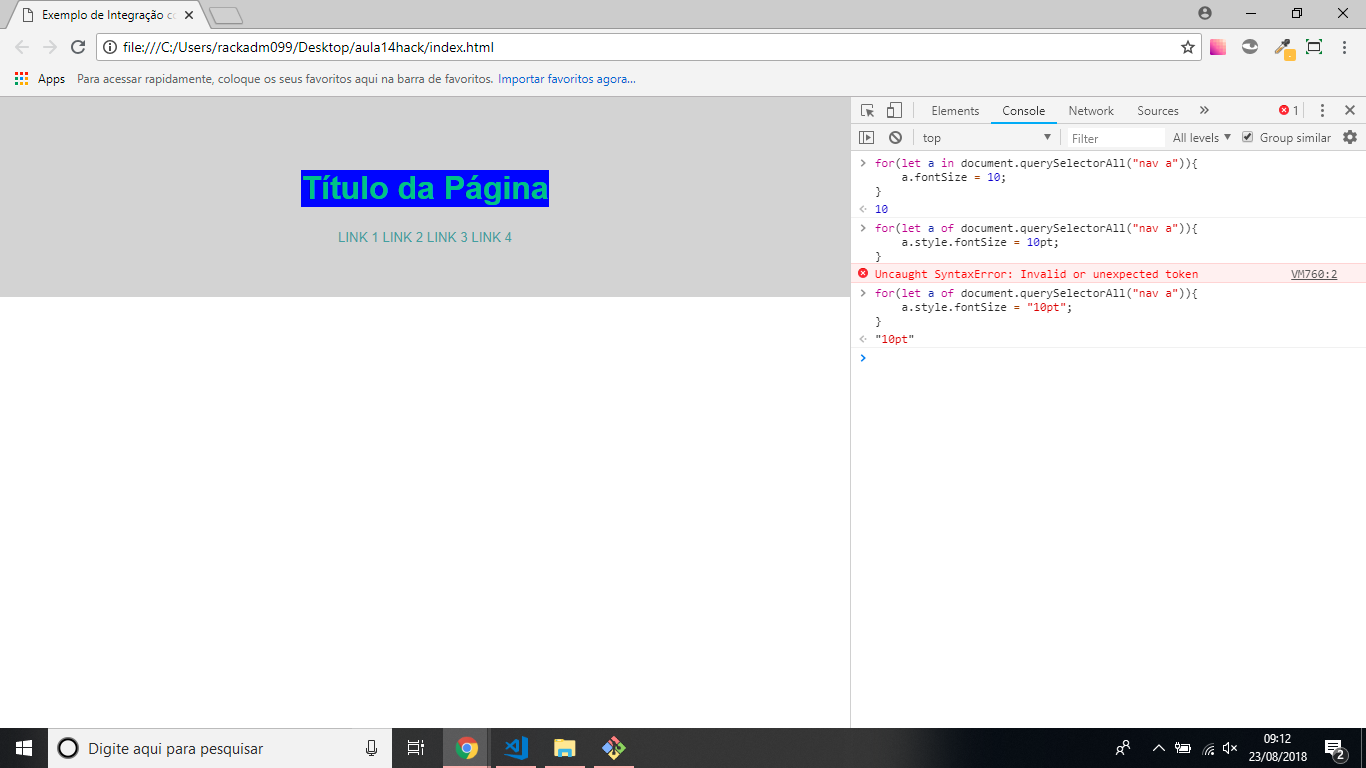 Exemplo de Integração co
file:///C:/Users/rackadm099/Desktop/aula14hack/index.html
Apps Para acessar rapidamente, coloque os seus favoritos aqui na barra de favoritos. Importar favoritos agora...
Título da Página
LINK 1 LINK 2 LINK 3 LINK 4
Elements Console Network Sources » 1
top Filter All levels Group similar
for(let a in document.querySelectorAll("nav a")){
a.fontSize = 10;
}
10
for(let a of document.querySelectorAll("nav a")){
a.style.fontSize = 10pt;
}
Uncaught SyntaxError: Invalid or unexpected token VM760:2
for(let a of document.querySelectorAll("nav a")){
a.style.fontSize = "10pt";
}
"10pt"
Digite aqui para pesquisar
09:12
23/08/2018
2